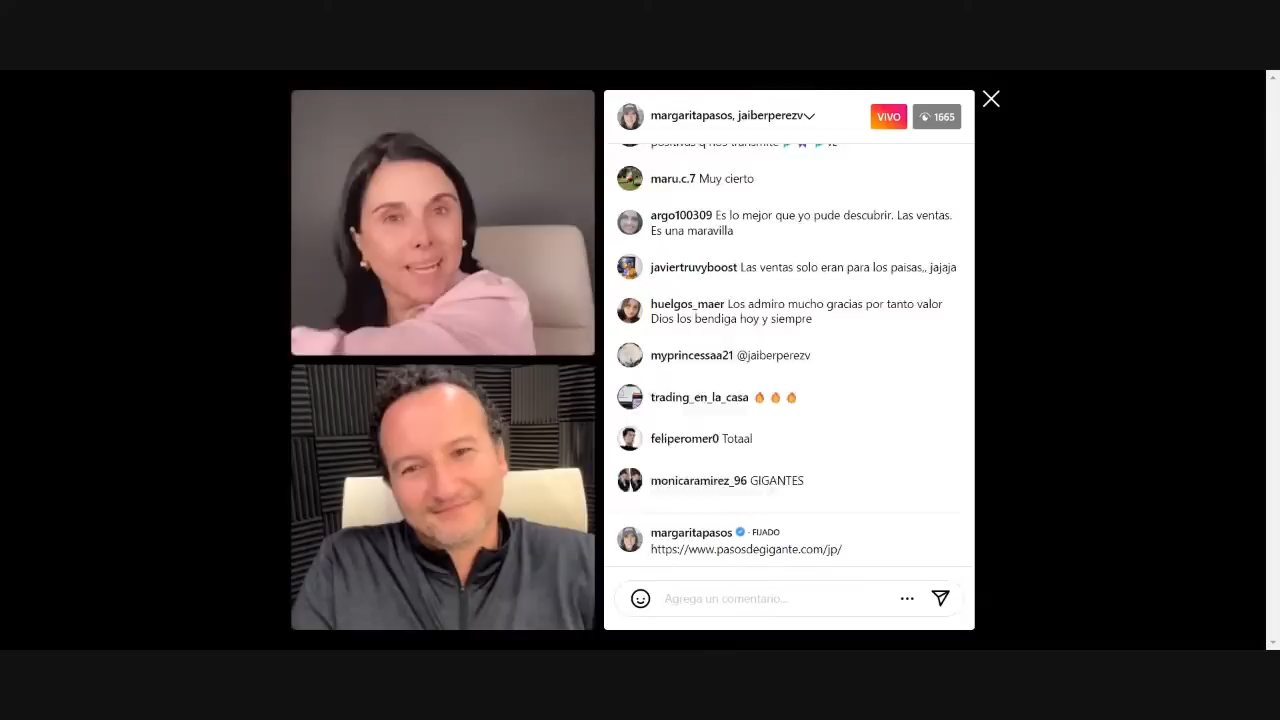 margaritapasos, jaiberperezv
VIVO
1665
positivas q nos transmite
maru.c.7 Muy cierto
argo100309 Es lo mejor que yo pude descubrir. Las ventas.
Es una maravilla
javiertruvyboost Las ventas solo eran para los paisas,, jajaja
huelgos_maer Los admiro mucho gracias por tanto valor
Dios los bendiga hoy y siempre
myprincessaa21 @jaiberperezv
trading_en_la_casa 🔥 🔥 🔥
feliperomer0 Totaal
monicaramirez_96 GIGANTES
margaritapasos · FIJADO
https://www.pasosdegigante.com/jp/
Agrega un comentario...